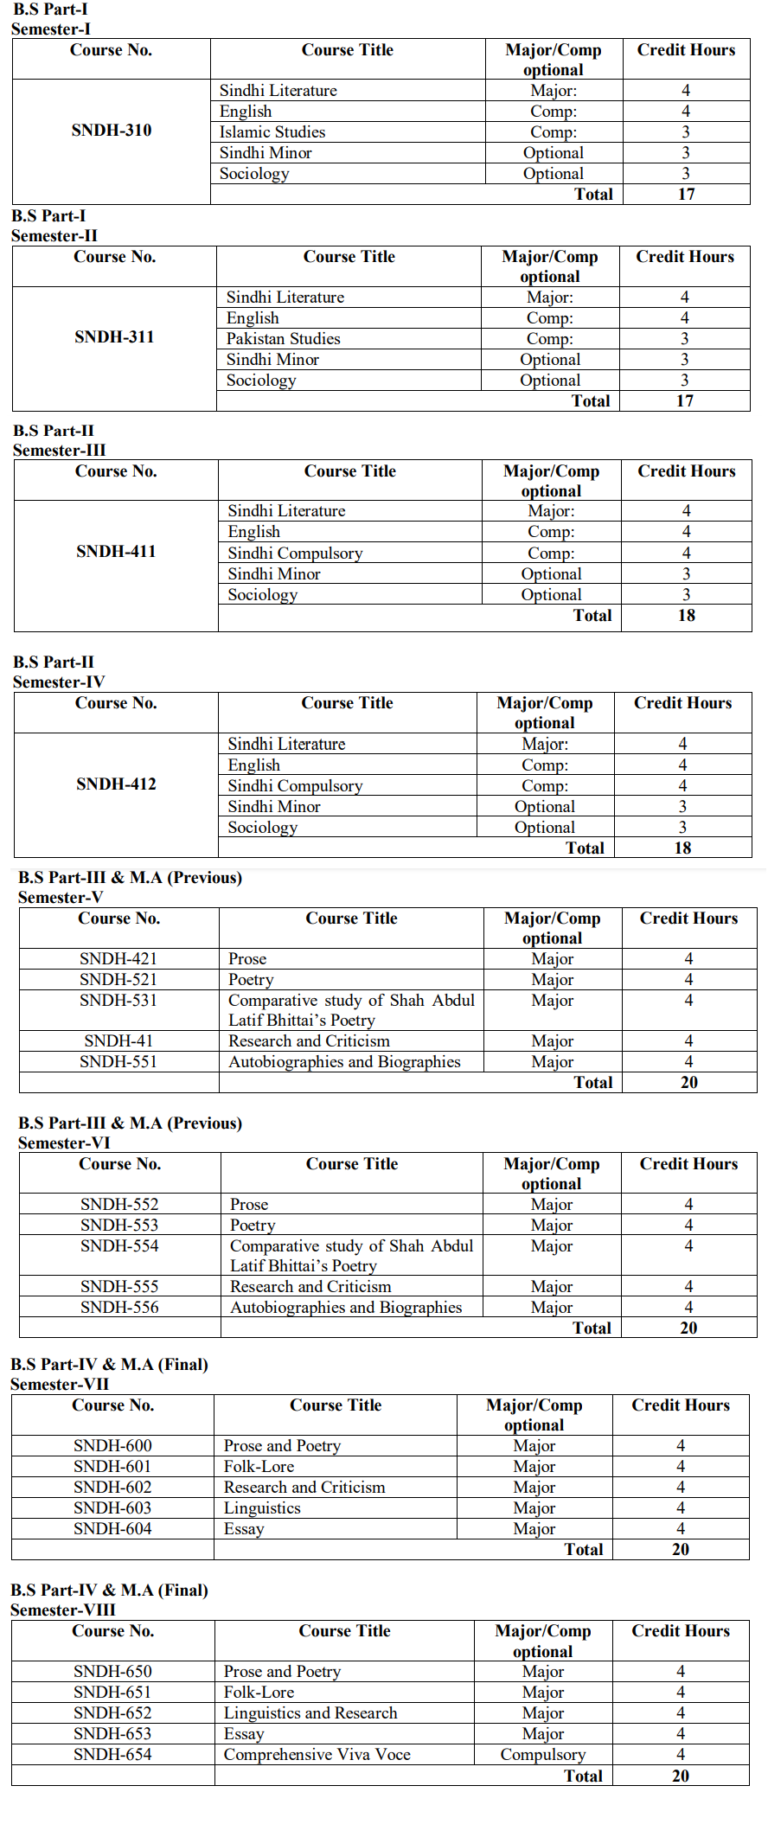 B.S Part-I
Semester-I
Course No. Course Title Major/Comp Credit Hours
optional
Sindhi Literature Major: 4
English Comp: 4
SNDH-310 Islamic Studies Comp: 3
Sindhi Minor Optional 3
Sociology Optional 3
Total 17
B.S Part-I
Semester-II
Course No. Course Title Major/Comp Credit Hours
optional
Sindhi Literature Major: 4
English Comp: 4
SNDH-311 Pakistan Studies Comp: 3
Sindhi Minor Optional 3
Sociology Optional 3
Total 17
B.S Part-II
Semester-III
Course No. Course Title Major/Comp Credit Hours
optional
Sindhi Literature Major: 4
English Comp: 4
SNDH-411 Sindhi Compulsory Comp: 4
Sindhi Minor Optional 3
Sociology Optional 3
Total 18
B.S Part-II
Semester-IV
Course No. Course Title Major/Comp Credit Hours
optional
Sindhi Literature Major: 4
English Comp: 4
SNDH-412 Sindhi Compulsory Comp: 4
Sindhi Minor Optional 3
Sociology Optional 3
Total 18
B.S Part-III & M.A (Previous)
Semester-V
Course No. Course Title Major/Comp Credit Hours
optional
SNDH-421 Prose Major 4
SNDH-521 Poetry Major 4
SNDH-531 Comparative study of Shah Abdul Major 4
Latif Bhittai's Poetry
SNDH-41 Research and Criticism Major 4
SNDH-551 Autobiographies and Biographies Major 4
Total 20
B.S Part-III & M.A (Previous)
Semester-VI
Course No. Course Title Major/Comp Credit Hours
optional
SNDH-552 Prose Major 4
SNDH-553 Poetry Major 4
SNDH-554 Comparative study of Shah Abdul Major 4
Latif Bhittai's Poetry
SNDH-555 Research and Criticism Major 4
SNDH-556 Autobiographies and Biographies Major 4
Total 20
B.S Part-IV & M.A (Final)
Semester-VII
Course No. Course Title Major/Comp Credit Hours
optional
SNDH-600 Prose and Poetry Major 4
SNDH-601 Folk-Lore Major 4
SNDH-602 Research and Criticism Major 4
SNDH-603 Linguistics Major 4
SNDH-604 Essay Major 4
Total 20
B.S Part-IV & M.A (Final)
Semester-VIII
Course No. Course Title Major/Comp Credit Hours
optional
SNDH-650 Prose and Poetry Major 4
SNDH-651 Folk-Lore Major 4
SNDH-652 Linguistics and Research Major 4
SNDH-653 Essay Major 4
SNDH-654 Comprehensive Viva Voce Compulsory 4
Total 20